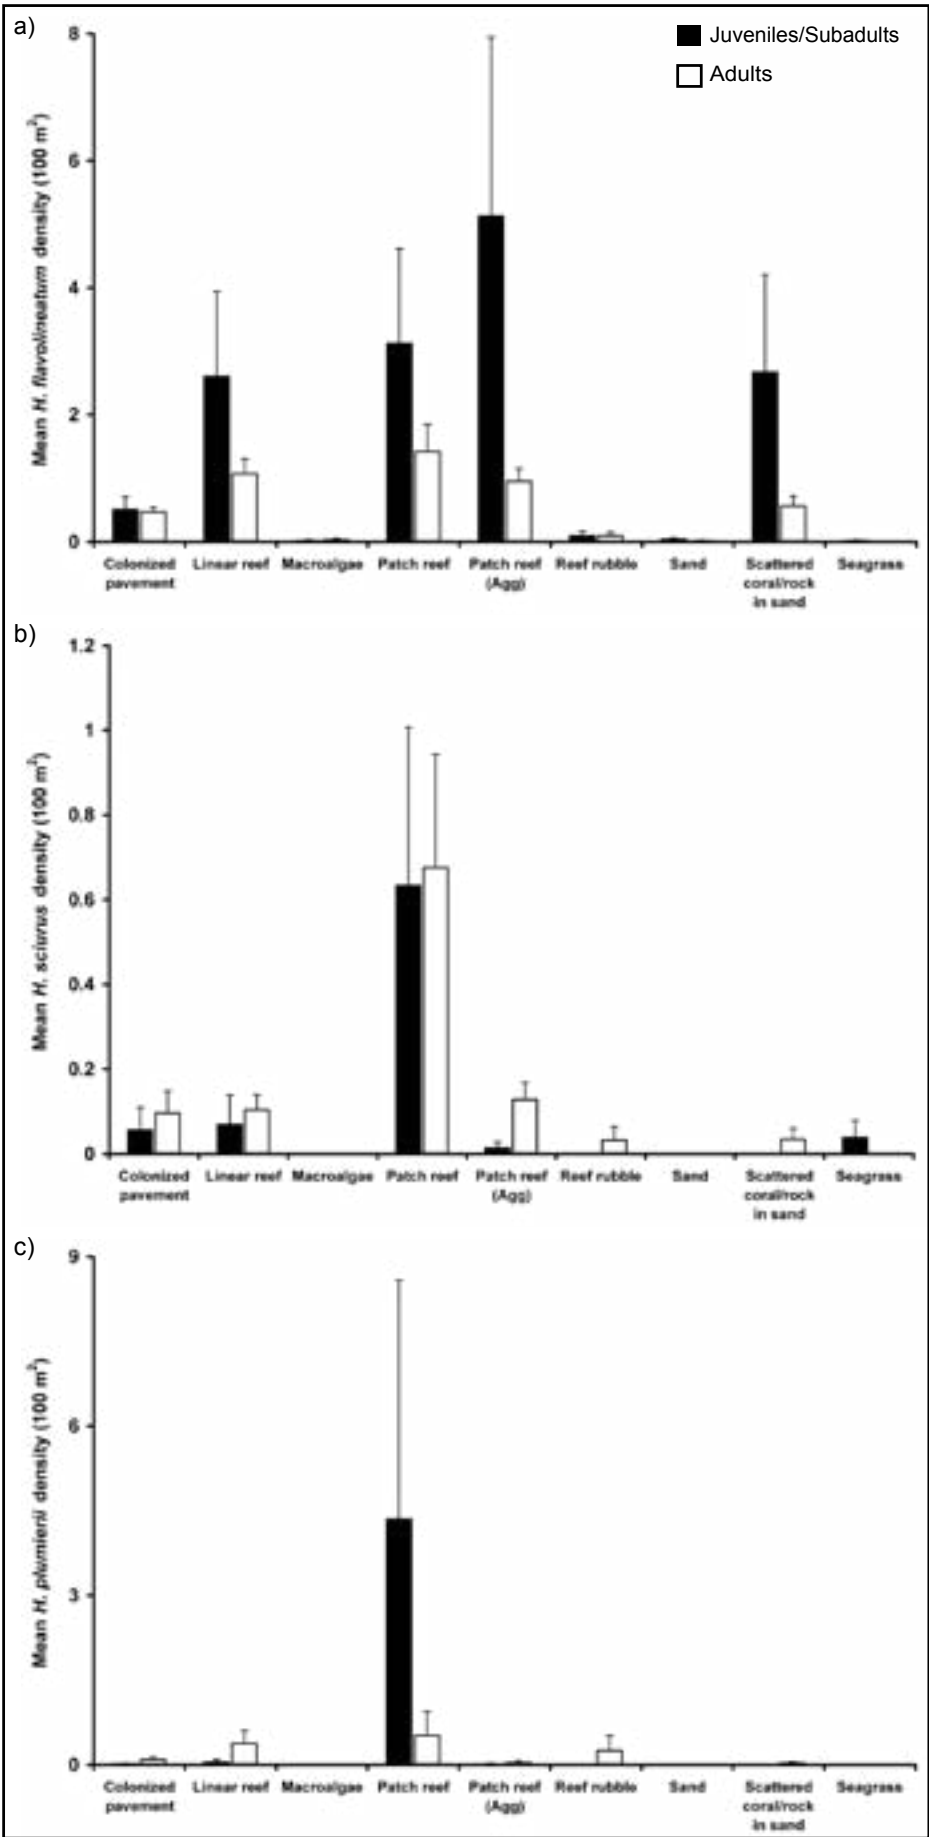 a)
Juveniles/Subadults
Adults
Mean H. flavolineatum density (100 m²)
8
6
4
2
0
Colonized pavement
Linear reef
Macroalgae
Patch reef
Patch reef (Agg)
Reef rubble
Sand
Scattered coral/rock in sand
Seagrass
b)
Mean H. sciurus density (100 m²)
1.2
1
0.8
0.6
0.4
0.2
0
Colonized pavement
Linear reef
Macroalgae
Patch reef
Patch reef (Agg)
Reef rubble
Sand
Scattered coral/rock in sand
Seagrass
c)
Mean H. plumierii density (100 m²)
9
6
3
0
Colonized pavement
Linear reef
Macroalgae
Patch reef
Patch reef (Agg)
Reef rubble
Sand
Scattered coral/rock in sand
Seagrass